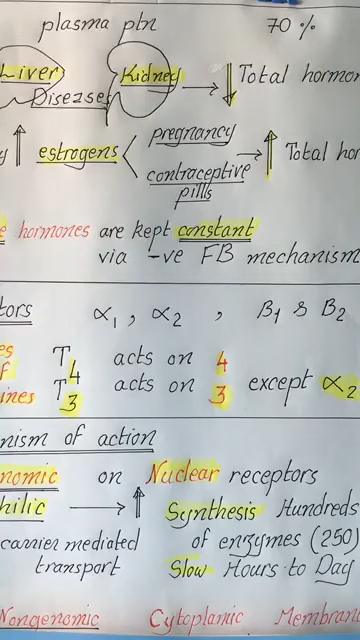 plasma ptn 70 %
Liver Kidney → ↓ Total hormon
Diseases
y ↑ estrogens < pregnancy → ↑ Total hor
contraceptive
pills
e hormones are kept constant
via -ve FB mechanism
tors α1 , α2 , B1 & B2
es T4 acts on 4
f
ines T3 acts on 3 except α2
nism of action
nomic on Nuclear receptors
hilic → ↑ Synthesis Hundreds
carrier mediated of enzymes (250)
transport Slow Hours to Day
Nongenomic Cytoplamic Membran